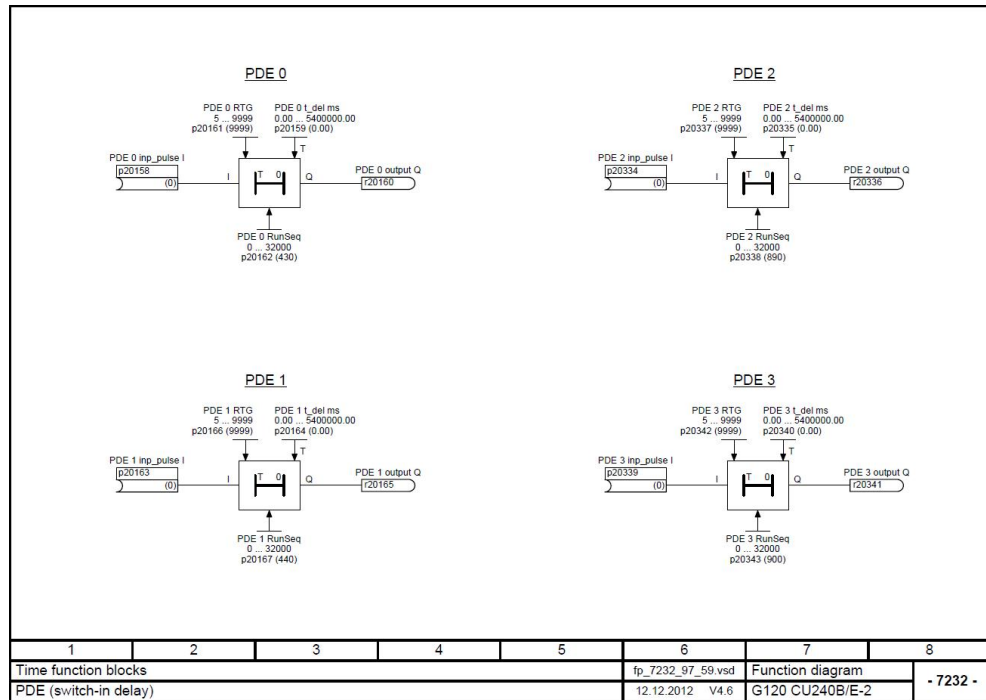 PDE 0
PDE 0 RTG
5 ... 9999
p20161 (9999)
PDE 0 t_del ms
0.00 ... 5400000.00
p20159 (0.00)
T
PDE 0 inp_pulse I
p20158
(0)
I
T 0
Q
PDE 0 output Q
r20160
PDE 0 RunSeq
0 ... 32000
p20162 (430)
PDE 2
PDE 2 RTG
5 ... 9999
p20337 (9999)
PDE 2 t_del ms
0.00 ... 5400000.00
p20335 (0.00)
T
PDE 2 inp_pulse I
p20334
(0)
I
T 0
Q
PDE 2 output Q
r20336
PDE 2 RunSeq
0 ... 32000
p20338 (890)
PDE 1
PDE 1 RTG
5 ... 9999
p20166 (9999)
PDE 1 t_del ms
0.00 ... 5400000.00
p20164 (0.00)
T
PDE 1 inp_pulse I
p20163
(0)
I
T 0
Q
PDE 1 output Q
r20165
PDE 1 RunSeq
0 ... 32000
p20167 (440)
PDE 3
PDE 3 RTG
5 ... 9999
p20342 (9999)
PDE 3 t_del ms
0.00 ... 5400000.00
p20340 (0.00)
T
PDE 3 inp_pulse I
p20339
(0)
I
T 0
Q
PDE 3 output Q
r20341
PDE 3 RunSeq
0 ... 32000
p20343 (900)
1 2 3 4 5 6 7 8
Time function blocks fp_7232_97_59.vsd Function diagram
- 7232 -
PDE (switch-in delay) 12.12.2012 V4.6 G120 CU240B/E-2